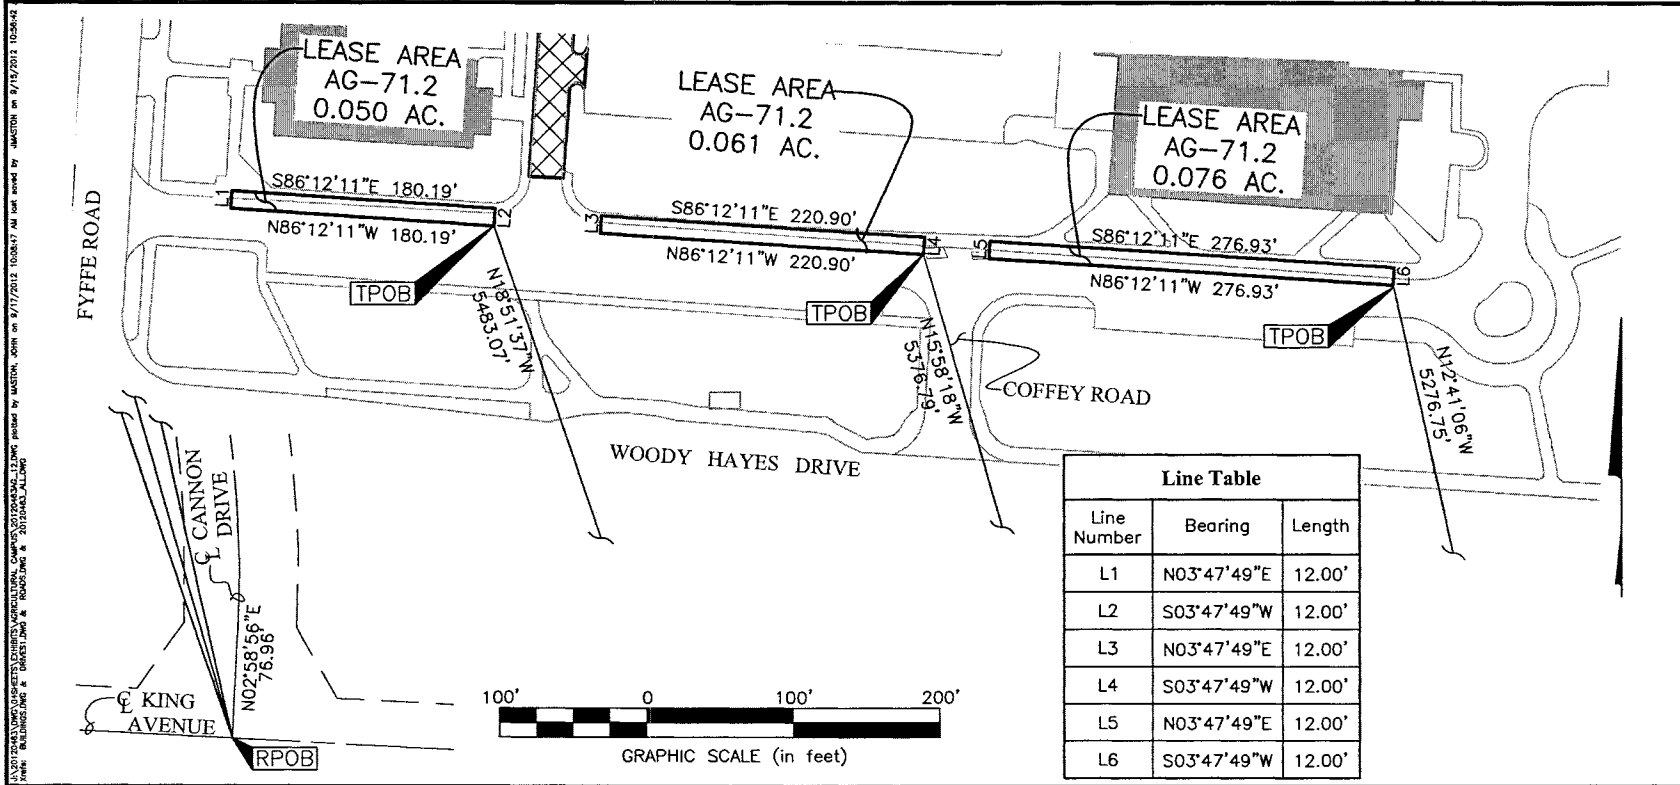 LEASE AREA
AG-71.2
0.050 AC.
LEASE AREA
AG-71.2
0.061 AC.
LEASE AREA
AG-71.2
0.076 AC.
L1
S86°12'11"E 180.19'
N86°12'11"W 180.19'
L2
L3
S86°12'11"E 220.90'
N86°12'11"W 220.90'
L4
L5
S86°12'11"E 276.93'
N86°12'11"W 276.93'
L6
FYFFE ROAD
TPOB
TPOB
TPOB
N18°51'37"W
5483.07'
N15°58'18"W
5376.79'
N12°41'06"W
5276.75'
COFFEY ROAD
WOODY HAYES DRIVE
℄ CANNON
DRIVE
N02°58'56"E
76.96'
℄ KING
AVENUE
RPOB
100' 0 100' 200'
GRAPHIC SCALE (in feet)
Line Table
Line Number Bearing Length
L1 N03°47'49"E 12.00'
L2 S03°47'49"W 12.00'
L3 N03°47'49"E 12.00'
L4 S03°47'49"W 12.00'
L5 N03°47'49"E 12.00'
L6 S03°47'49"W 12.00'